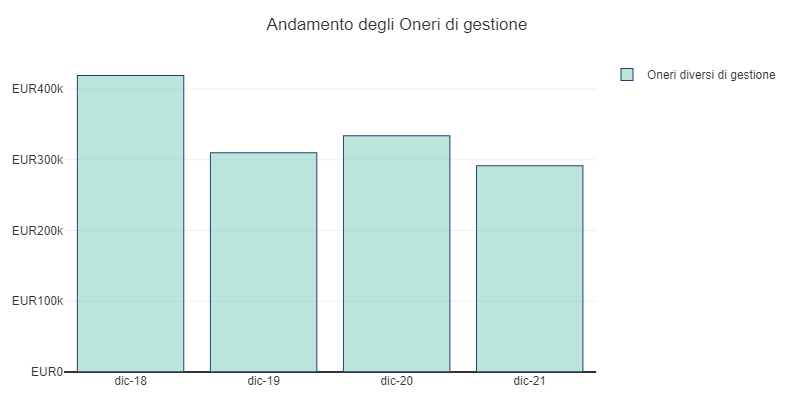 Andamento degli Oneri di gestione
Oneri diversi di gestione
EUR400k
EUR300k
EUR200k
EUR100k
EUR0
dic-18 dic-19 dic-20 dic-21